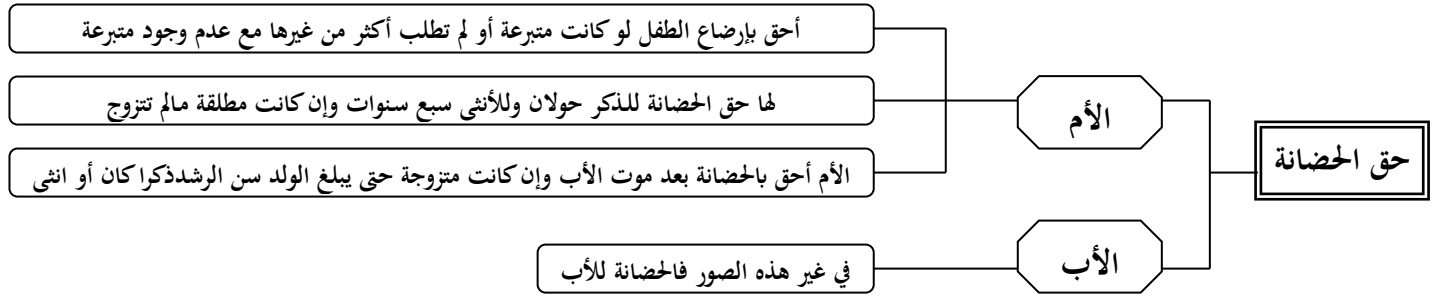 حق الحضانة
الأم
أحق بإرضاع الطفل لو كانت متبرعة أو لم تطلب أكثر من غيرها مع عدم وجود متبرعة
لها حق الحضانة للذكر حولان وللأنثى سبع سنوات وإن كانت مطلقة مالم تتزوج
الأم أحق بالحضانة بعد موت الأب وإن كانت متزوجة حتى يبلغ الولد سن الرشدذكرا كان أو انثى
الأب
في غير هذه الصور فالحضانة للأب